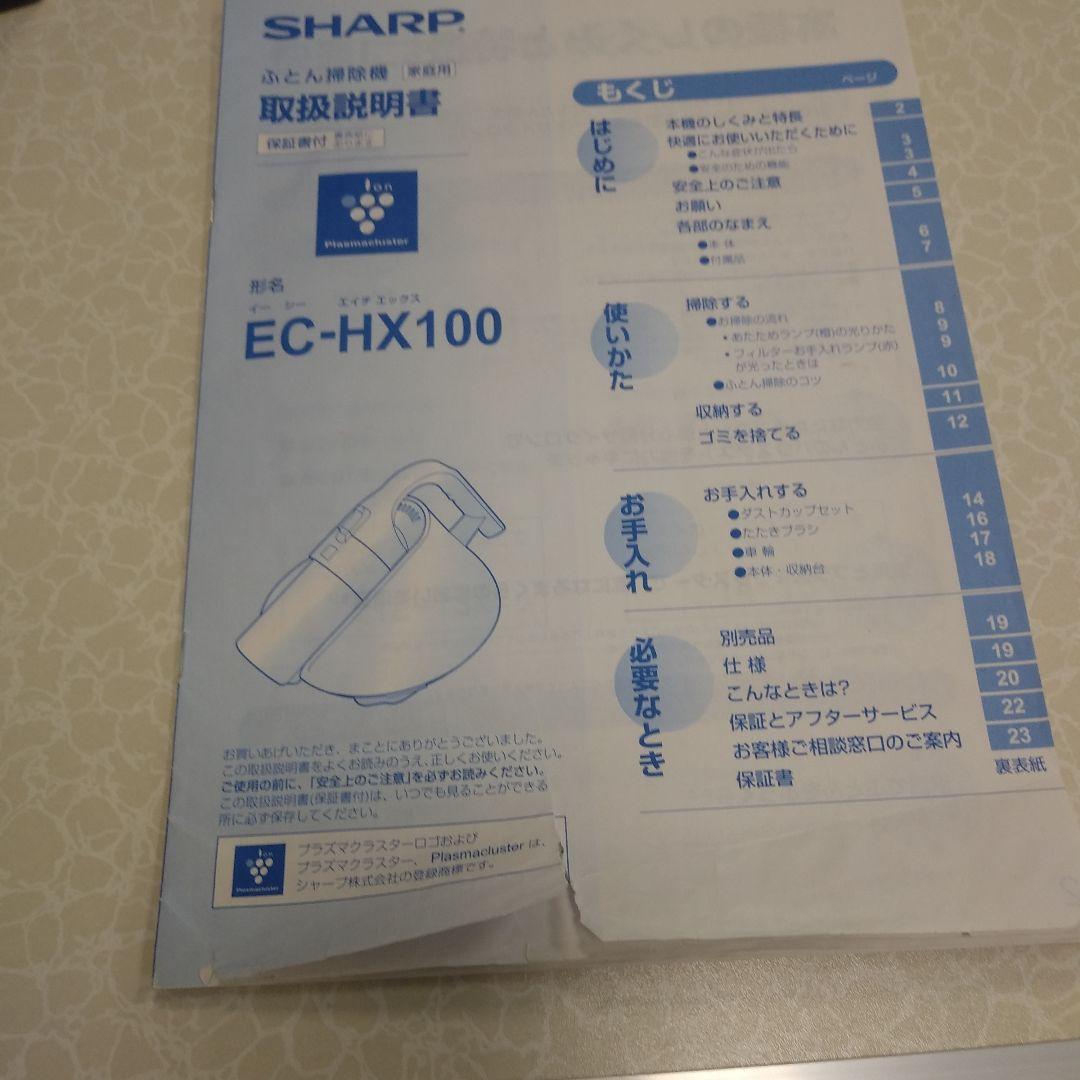 SHARP
ふとん掃除機 [家庭用]
取扱説明書
保証書付
Ion
Plasmacluster
形名
イー シー エイチ エックス
EC-HX100
お買いあげいただき、まことにありがとうございました。
この取扱説明書をよくお読みのうえ、正しくお使いください。
ご使用の前に、「安全上のご注意」を必ずお読みください。
この取扱説明書(保証書付)は、いつでも見ることができる
所に必ず保存してください。
Ion
Plasmacluster
プラズマクラスターロゴおよび
プラズマクラスター、Plasmacluster は、
シャープ株式会社の登録商標です。
もくじ ページ
はじめに
本機のしくみと特長 2
快適にお使いいただくために 3
●こんな症状が出たら 3
●安全のための機能 4
安全上のご注意 5
お願い
各部のなまえ
●本 体 6
●付属品 7
使いかた
掃除する
●お掃除の流れ 8
・あたためランプ(橙)の光りかた 9
・フィルターお手入れランプ(赤)
が光ったときは 9
●ふとん掃除のコツ 10
収納する 11
ゴミを捨てる 12
お手入れ
お手入れする
●ダストカップセット 14
●たたきブラシ 16
●車 輪 17
●本体・収納台 18
必要なとき
別売品 19
仕 様 19
こんなときは? 20
保証とアフターサービス 22
お客様ご相談窓口のご案内 23
保証書 裏表紙